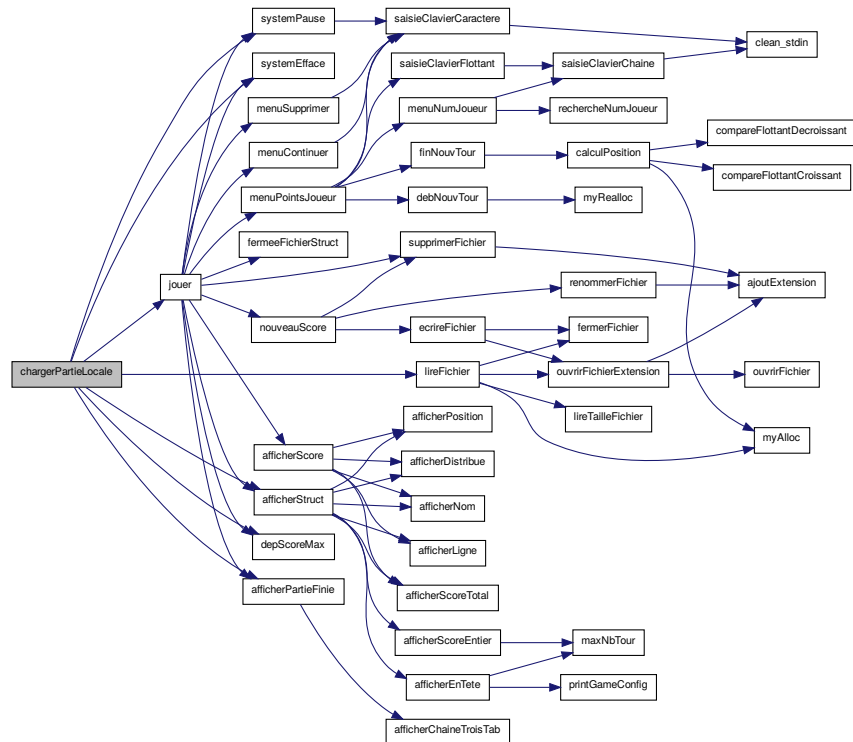 systemPause
saisieClavierCaractere
clean_stdin
systemEfface
saisieClavierFlottant
saisieClavierChaine
menuSupprimer
menuNumJoueur
rechercheNumJoueur
compareFlottantDecroissant
menuContinuer
finNouvTour
calculPosition
compareFlottantCroissant
menuPointsJoueur
debNouvTour
myRealloc
fermeeFichierStruct
supprimerFichier
jouer
renommerFichier
ajoutExtension
nouveauScore
ecrireFichier
fermerFichier
chargerPartieLocale
lireFichier
ouvrirFichierExtension
ouvrirFichier
afficherPosition
lireTailleFichier
myAlloc
afficherScore
afficherDistribue
afficherStruct
afficherNom
depScoreMax
afficherLigne
afficherPartieFinie
afficherScoreTotal
afficherScoreEntier
maxNbTour
afficherEnTete
printGameConfig
afficherChaineTroisTab